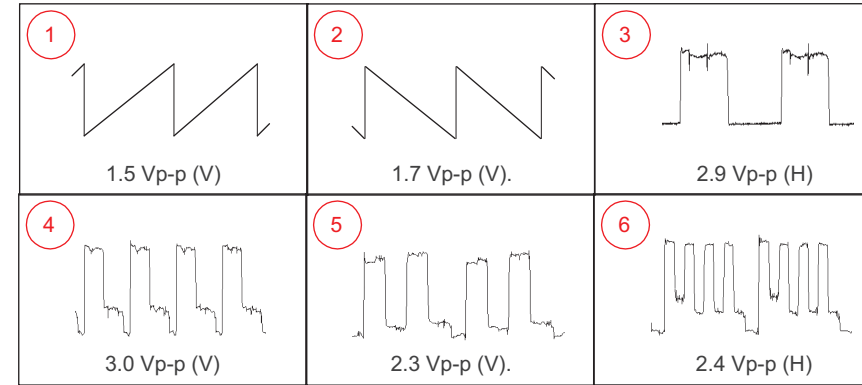 1
2
3
1.5 Vp-p (V)
1.7 Vp-p (V).
2.9 Vp-p (H)
4
5
6
3.0 Vp-p (V)
2.3 Vp-p (V).
2.4 Vp-p (H)